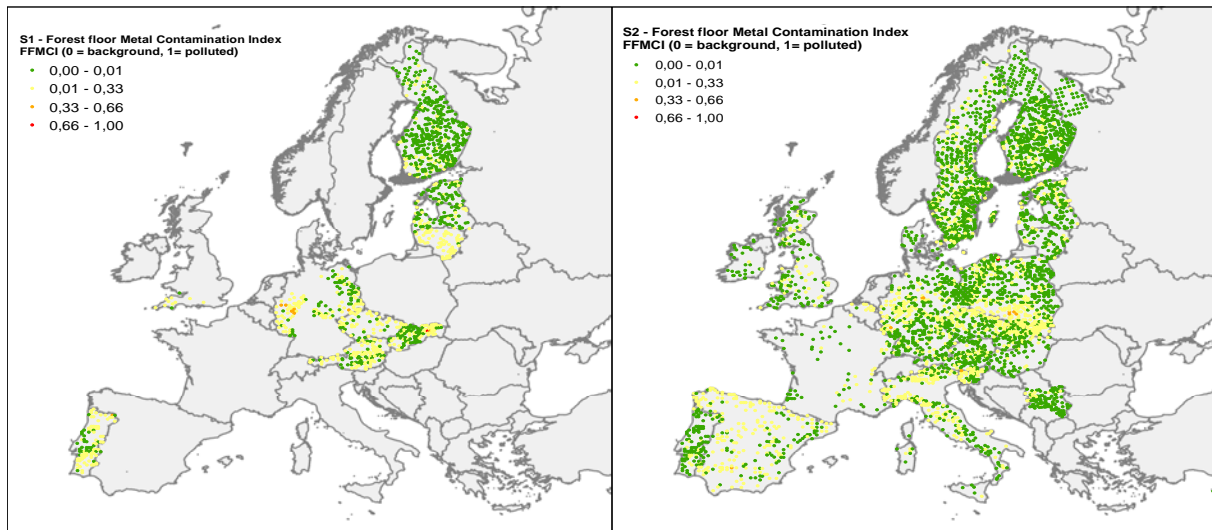 S1 - Forest floor Metal Contamination Index
FFMCI (0 = background, 1= polluted)
0,00 - 0,01
0,01 - 0,33
0,33 - 0,66
0,66 - 1,00
S2 - Forest floor Metal Contamination Index
FFMCI (0 = background, 1= polluted)
0,00 - 0,01
0,01 - 0,33
0,33 - 0,66
0,66 - 1,00